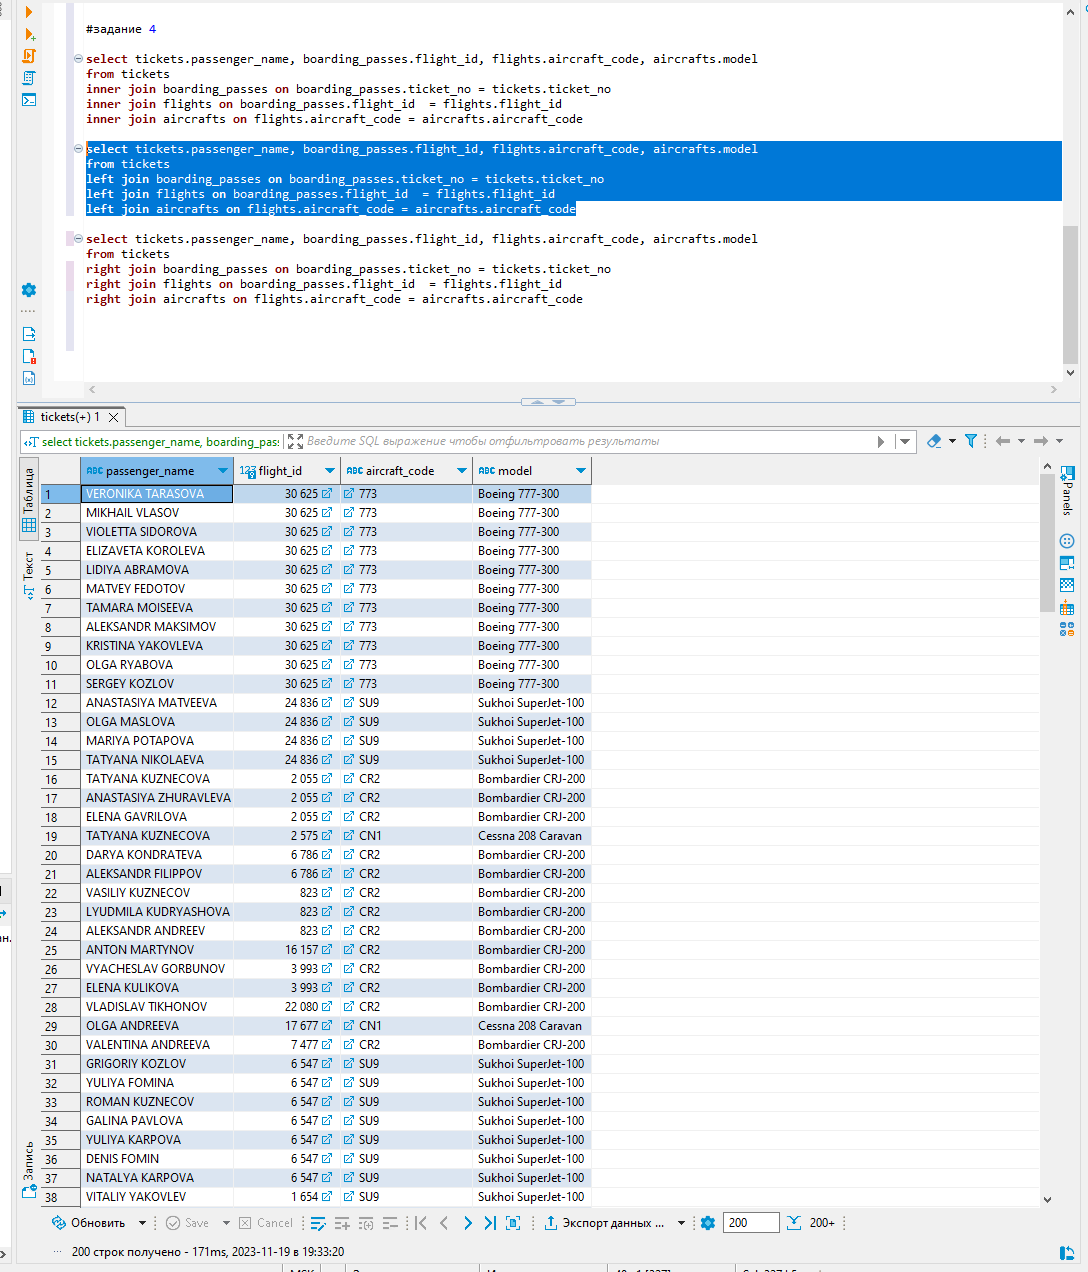 #задание 4
select tickets.passenger_name, boarding_passes.flight_id, flights.aircraft_code, aircrafts.model
from tickets
inner join boarding_passes on boarding_passes.ticket_no = tickets.ticket_no
inner join flights on boarding_passes.flight_id  = flights.flight_id
inner join aircrafts on flights.aircraft_code = aircrafts.aircraft_code
select tickets.passenger_name, boarding_passes.flight_id, flights.aircraft_code, aircrafts.model
from tickets
left join boarding_passes on boarding_passes.ticket_no = tickets.ticket_no
left join flights on boarding_passes.flight_id  = flights.flight_id
left join aircrafts on flights.aircraft_code = aircrafts.aircraft_code
select tickets.passenger_name, boarding_passes.flight_id, flights.aircraft_code, aircrafts.model
from tickets
right join boarding_passes on boarding_passes.ticket_no = tickets.ticket_no
right join flights on boarding_passes.flight_id  = flights.flight_id
right join aircrafts on flights.aircraft_code = aircrafts.aircraft_code
tickets(+) 1
select tickets.passenger_name, boarding_pass Введите SQL выражение чтобы отфильтровать результаты
Таблица
Текст
Запись
Panels
ABC passenger_name 123 flight_id ABC aircraft_code ABC model
1 VERONIKA TARASOVA 30 625 773 Boeing 777-300
2 MIKHAIL VLASOV 30 625 773 Boeing 777-300
3 VIOLETTA SIDOROVA 30 625 773 Boeing 777-300
4 ELIZAVETA KOROLEVA 30 625 773 Boeing 777-300
5 LIDIYA ABRAMOVA 30 625 773 Boeing 777-300
6 MATVEY FEDOTOV 30 625 773 Boeing 777-300
7 TAMARA MOISEEVA 30 625 773 Boeing 777-300
8 ALEKSANDR MAKSIMOV 30 625 773 Boeing 777-300
9 KRISTINA YAKOVLEVA 30 625 773 Boeing 777-300
10 OLGA RYABOVA 30 625 773 Boeing 777-300
11 SERGEY KOZLOV 30 625 773 Boeing 777-300
12 ANASTASIYA MATVEEVA 24 836 SU9 Sukhoi SuperJet-100
13 OLGA MASLOVA 24 836 SU9 Sukhoi SuperJet-100
14 MARIYA POTAPOVA 24 836 SU9 Sukhoi SuperJet-100
15 TATYANA NIKOLAEVA 24 836 SU9 Sukhoi SuperJet-100
16 TATYANA KUZNECOVA 2 055 CR2 Bombardier CRJ-200
17 ANASTASIYA ZHURAVLEVA 2 055 CR2 Bombardier CRJ-200
18 ELENA GAVRILOVA 2 055 CR2 Bombardier CRJ-200
19 TATYANA KUZNECOVA 2 575 CN1 Cessna 208 Caravan
20 DARYA KONDRATEVA 6 786 CR2 Bombardier CRJ-200
21 ALEKSANDR FILIPPOV 6 786 CR2 Bombardier CRJ-200
22 VASILIY KUZNECOV 823 CR2 Bombardier CRJ-200
23 LYUDMILA KUDRYASHOVA 823 CR2 Bombardier CRJ-200
24 ALEKSANDR ANDREEV 823 CR2 Bombardier CRJ-200
25 ANTON MARTYNOV 16 157 CR2 Bombardier CRJ-200
26 VYACHESLAV GORBUNOV 3 993 CR2 Bombardier CRJ-200
27 ELENA KULIKOVA 3 993 CR2 Bombardier CRJ-200
28 VLADISLAV TIKHONOV 22 080 CR2 Bombardier CRJ-200
29 OLGA ANDREEVA 17 677 CN1 Cessna 208 Caravan
30 VALENTINA ANDREEVA 7 477 CR2 Bombardier CRJ-200
31 GRIGORIY KOZLOV 6 547 SU9 Sukhoi SuperJet-100
32 YULIYA FOMINA 6 547 SU9 Sukhoi SuperJet-100
33 ROMAN KUZNECOV 6 547 SU9 Sukhoi SuperJet-100
34 GALINA PAVLOVA 6 547 SU9 Sukhoi SuperJet-100
35 YULIYA KARPOVA 6 547 SU9 Sukhoi SuperJet-100
36 DENIS FOMIN 6 547 SU9 Sukhoi SuperJet-100
37 NATALYA KARPOVA 6 547 SU9 Sukhoi SuperJet-100
38 VITALIY YAKOVLEV 1 654 SU9 Sukhoi SuperJet-100
Обновить Save Cancel Экспорт данных ... 200 200+
200 строк получено - 171ms, 2023-11-19 в 19:33:20